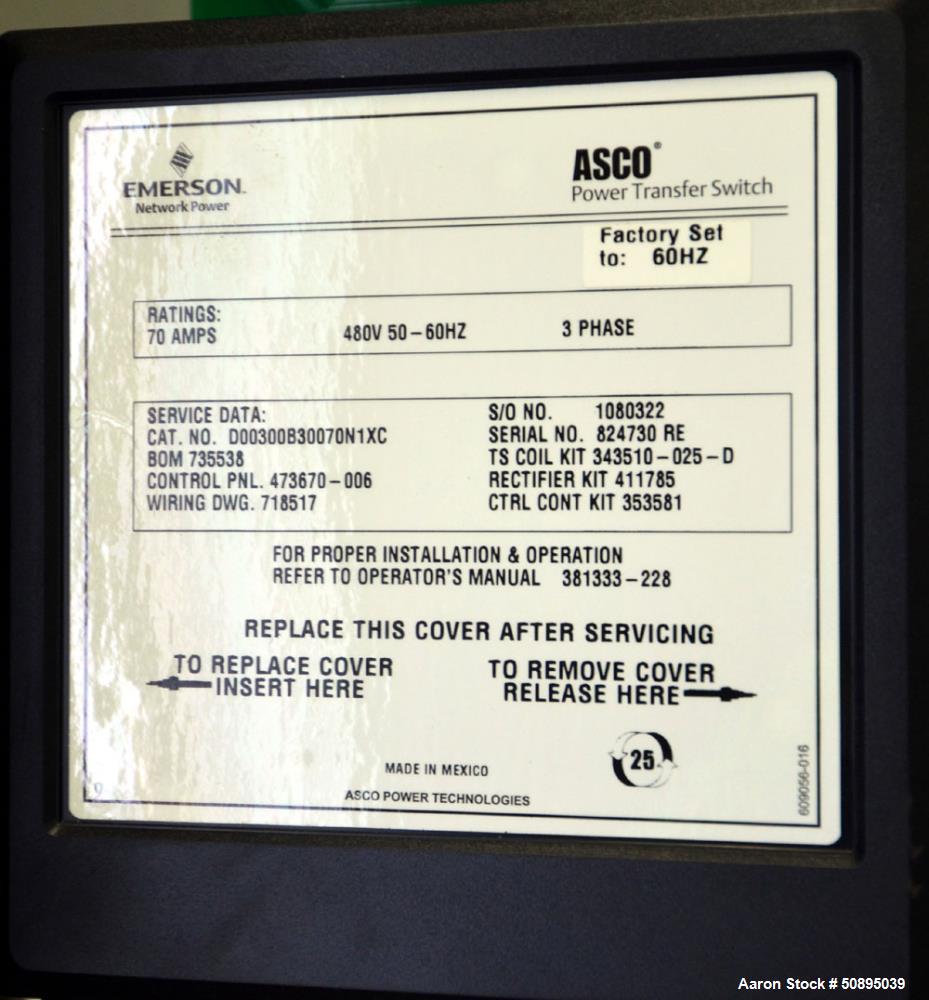 EMERSON.
Network Power
ASCO®
Power Transfer Switch
Factory Set
to: 60HZ
RATINGS:
70 AMPS 480V 50-60HZ 3 PHASE
SERVICE DATA:
CAT. NO. D00300B30070N1XC
BOM 735538
CONTROL PNL. 473670-006
WIRING DWG. 718517
S/O NO. 1080322
SERIAL NO. 824730 RE
TS COIL KIT 343510-025-D
RECTIFIER KIT 411785
CTRL CONT KIT 353581
FOR PROPER INSTALLATION & OPERATION
REFER TO OPERATOR'S MANUAL 381333-228
REPLACE THIS COVER AFTER SERVICING
TO REPLACE COVER
INSERT HERE
TO REMOVE COVER
RELEASE HERE
25
MADE IN MEXICO
ASCO POWER TECHNOLOGIES
9
609056-016
Aaron Stock # 50895039